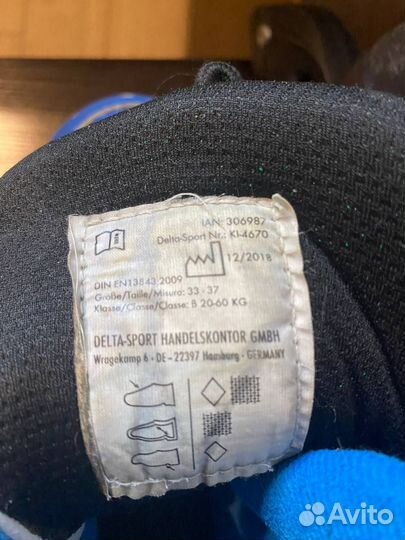 IAN: 306987
Delta-Sport Nr.: KI-4670
12/2018
DIN EN13843:2009
Größe/Taille/Misura: 33 - 37
Klasse/Classe/Classe: B 20-60 KG
DELTA-SPORT HANDELSKONTOR GMBH
Wragekamp 6 • DE-22397 Hamburg • GERMANY
Avito